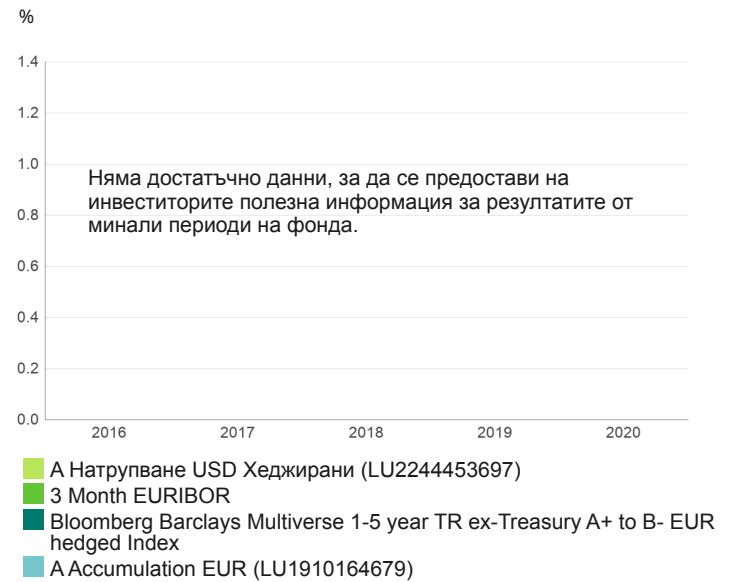 %
1.4
1.2
1.0
0.8
0.6
0.4
0.2
0.0
Няма достатъчно данни, за да се предостави на
инвеститорите полезна информация за резултатите от
минали периоди на фонда.
2016 2017 2018 2019 2020
А Натрупване USD Хеджирани (LU2244453697)
3 Month EURIBOR
Bloomberg Barclays Multiverse 1-5 year TR ex-Treasury A+ to B- EUR
hedged Index
A Accumulation EUR (LU1910164679)